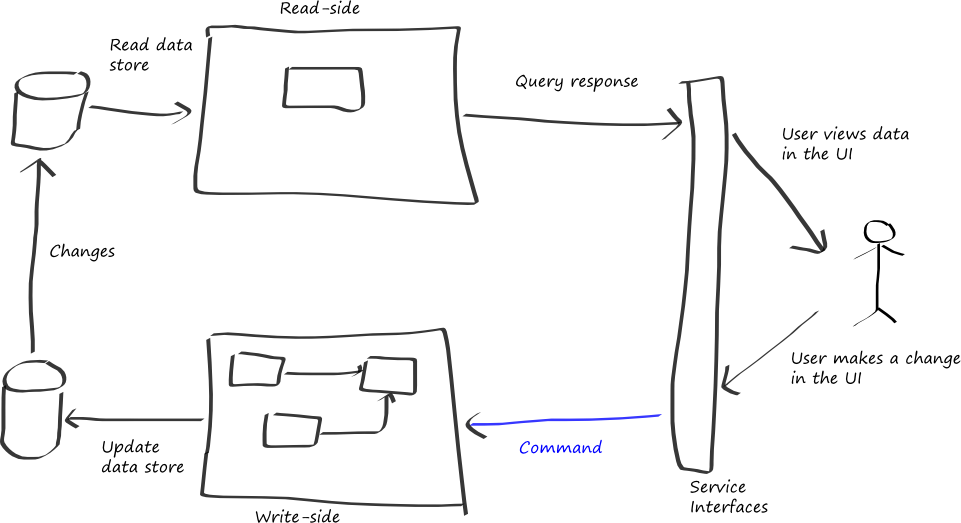 Read-side
Read data
store
Query response
User views data
in the UI
Changes
User makes a change
in the UI
Update
data store
Command
Service
Interfaces
Write-side